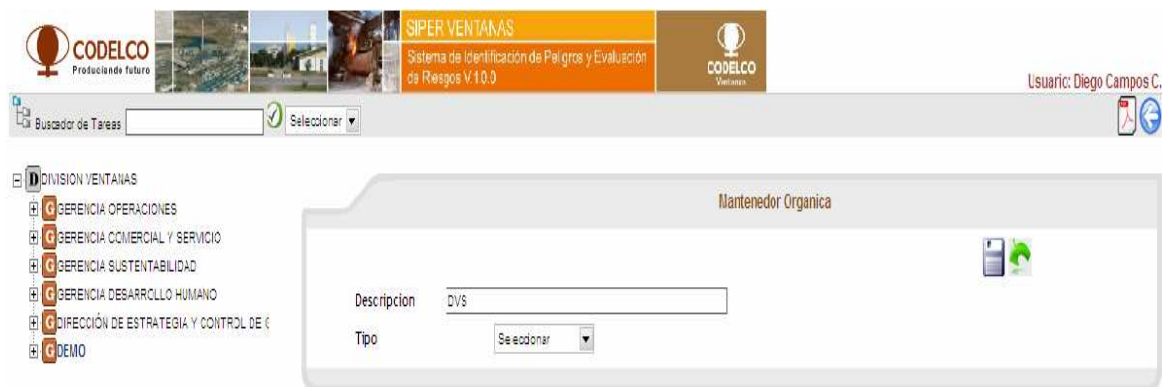 CODELCO
Produciendo futuro
SIPER VENTANAS
Sistema de Identificación de Peligros y Evaluación
de Riesgos V.1.0.0
CODELCO
Ventanas
Usuario: Diego Campos C.
Buscador de Tareas
Seleccionar
D DIVISION VENTANAS
G GERENCIA OPERACIONES
G GERENCIA COMERCIAL Y SERVICIO
G GERENCIA SUSTENTABILIDAD
G GERENCIA DESARROLLO HUMANO
G DIRECCIÓN DE ESTRATEGIA Y CONTROL DE G
G DEMO
Mantenedor Organica
Descripcion DVS
Tipo Seleccionar